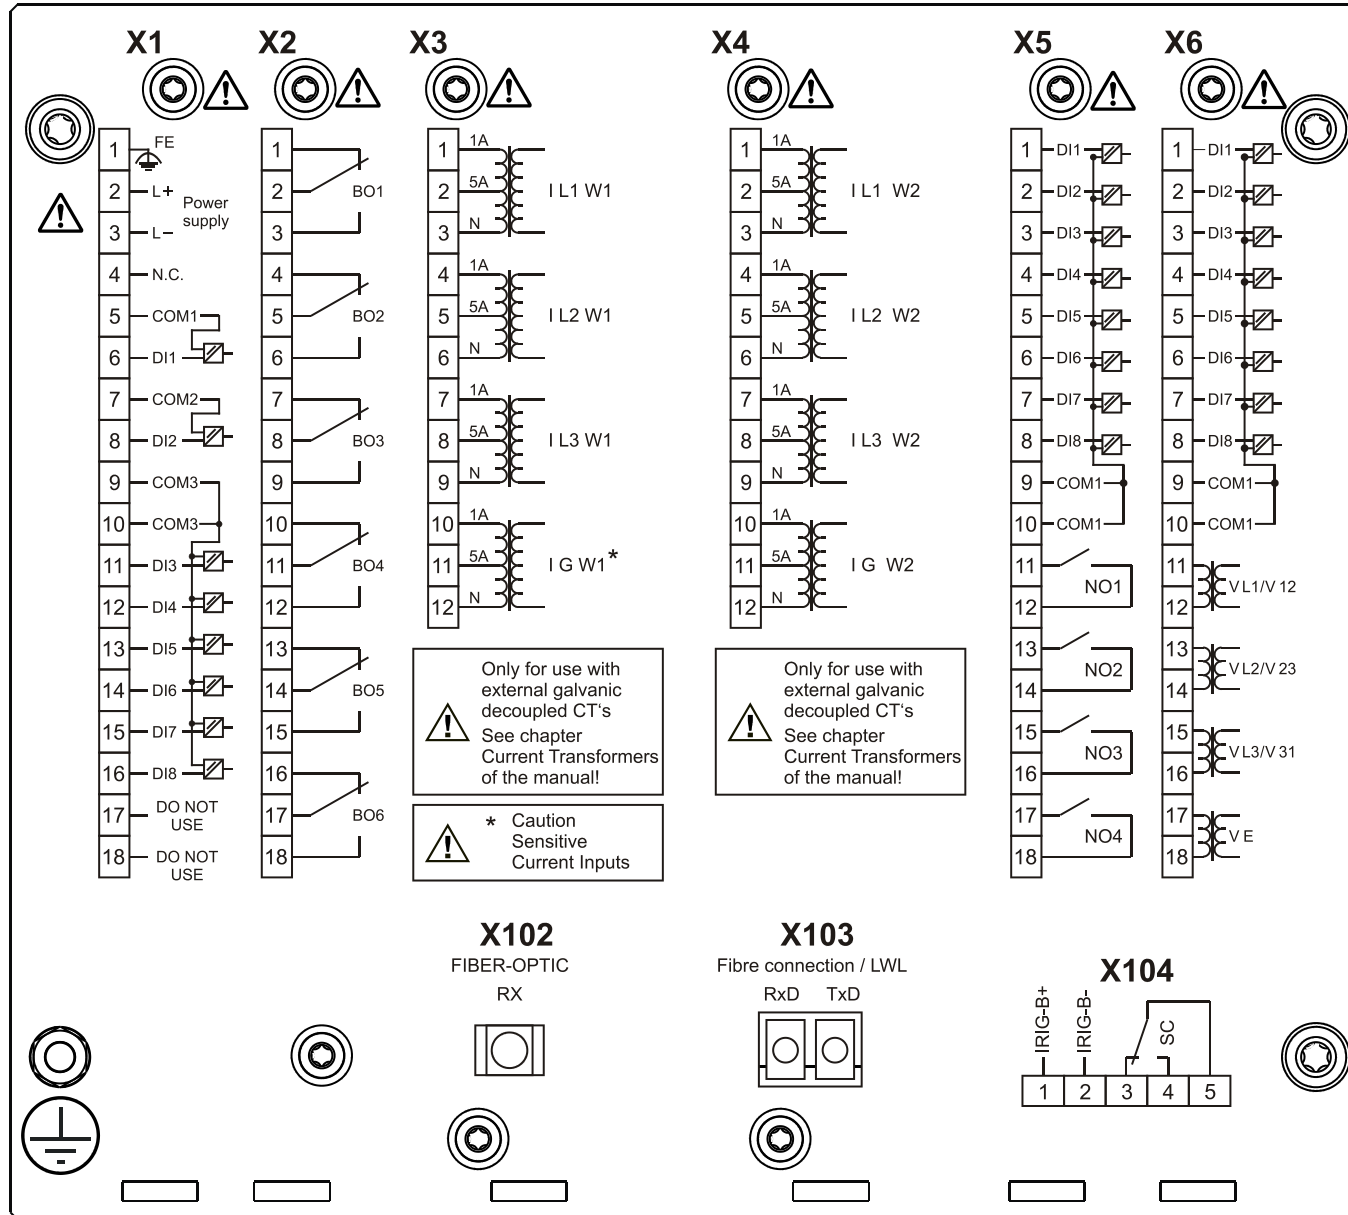 X1
X2
X3
X4
X5
X6
1
FE
2
L+
Power
supply
3
L–
4
N.C.
5
COM1
6
DI1
7
COM2
8
DI2
9
COM3
10
COM3
11
DI3
12
DI4
13
DI5
14
DI6
15
DI7
16
DI8
17
DO NOT
USE
18
DO NOT
USE
1
2
BO1
3
4
5
BO2
6
7
8
BO3
9
10
11
BO4
12
13
14
BO5
15
16
17
BO6
18
1
1A
2
5A
I L1 W1
3
N
4
1A
5
5A
I L2 W1
6
N
7
1A
8
5A
I L3 W1
9
N
10
1A
11
5A
I G W1*
12
N
Only for use with
external galvanic
decoupled CT's
See chapter
Current Transformers
of the manual!
* Caution
Sensitive
Current Inputs
1
1A
2
5A
I L1 W2
3
N
4
1A
5
5A
I L2 W2
6
N
7
1A
8
5A
I L3 W2
9
N
10
1A
11
5A
I G W2
12
N
Only for use with
external galvanic
decoupled CT's
See chapter
Current Transformers
of the manual!
1
DI1
2
DI2
3
DI3
4
DI4
5
DI5
6
DI6
7
DI7
8
DI8
9
COM1
10
COM1
11
NO1
12
13
NO2
14
15
NO3
16
17
NO4
18
1
DI1
2
DI2
3
DI3
4
DI4
5
DI5
6
DI6
7
DI7
8
DI8
9
COM1
10
COM1
11
V L1/V 12
12
13
V L2/V 23
14
15
V L3/V 31
16
17
V E
18
X102
FIBER-OPTIC
RX
X103
Fibre connection / LWL
RxD TxD
X104
IRIG-B+
IRIG-B-
SC
1 2 3 4 5